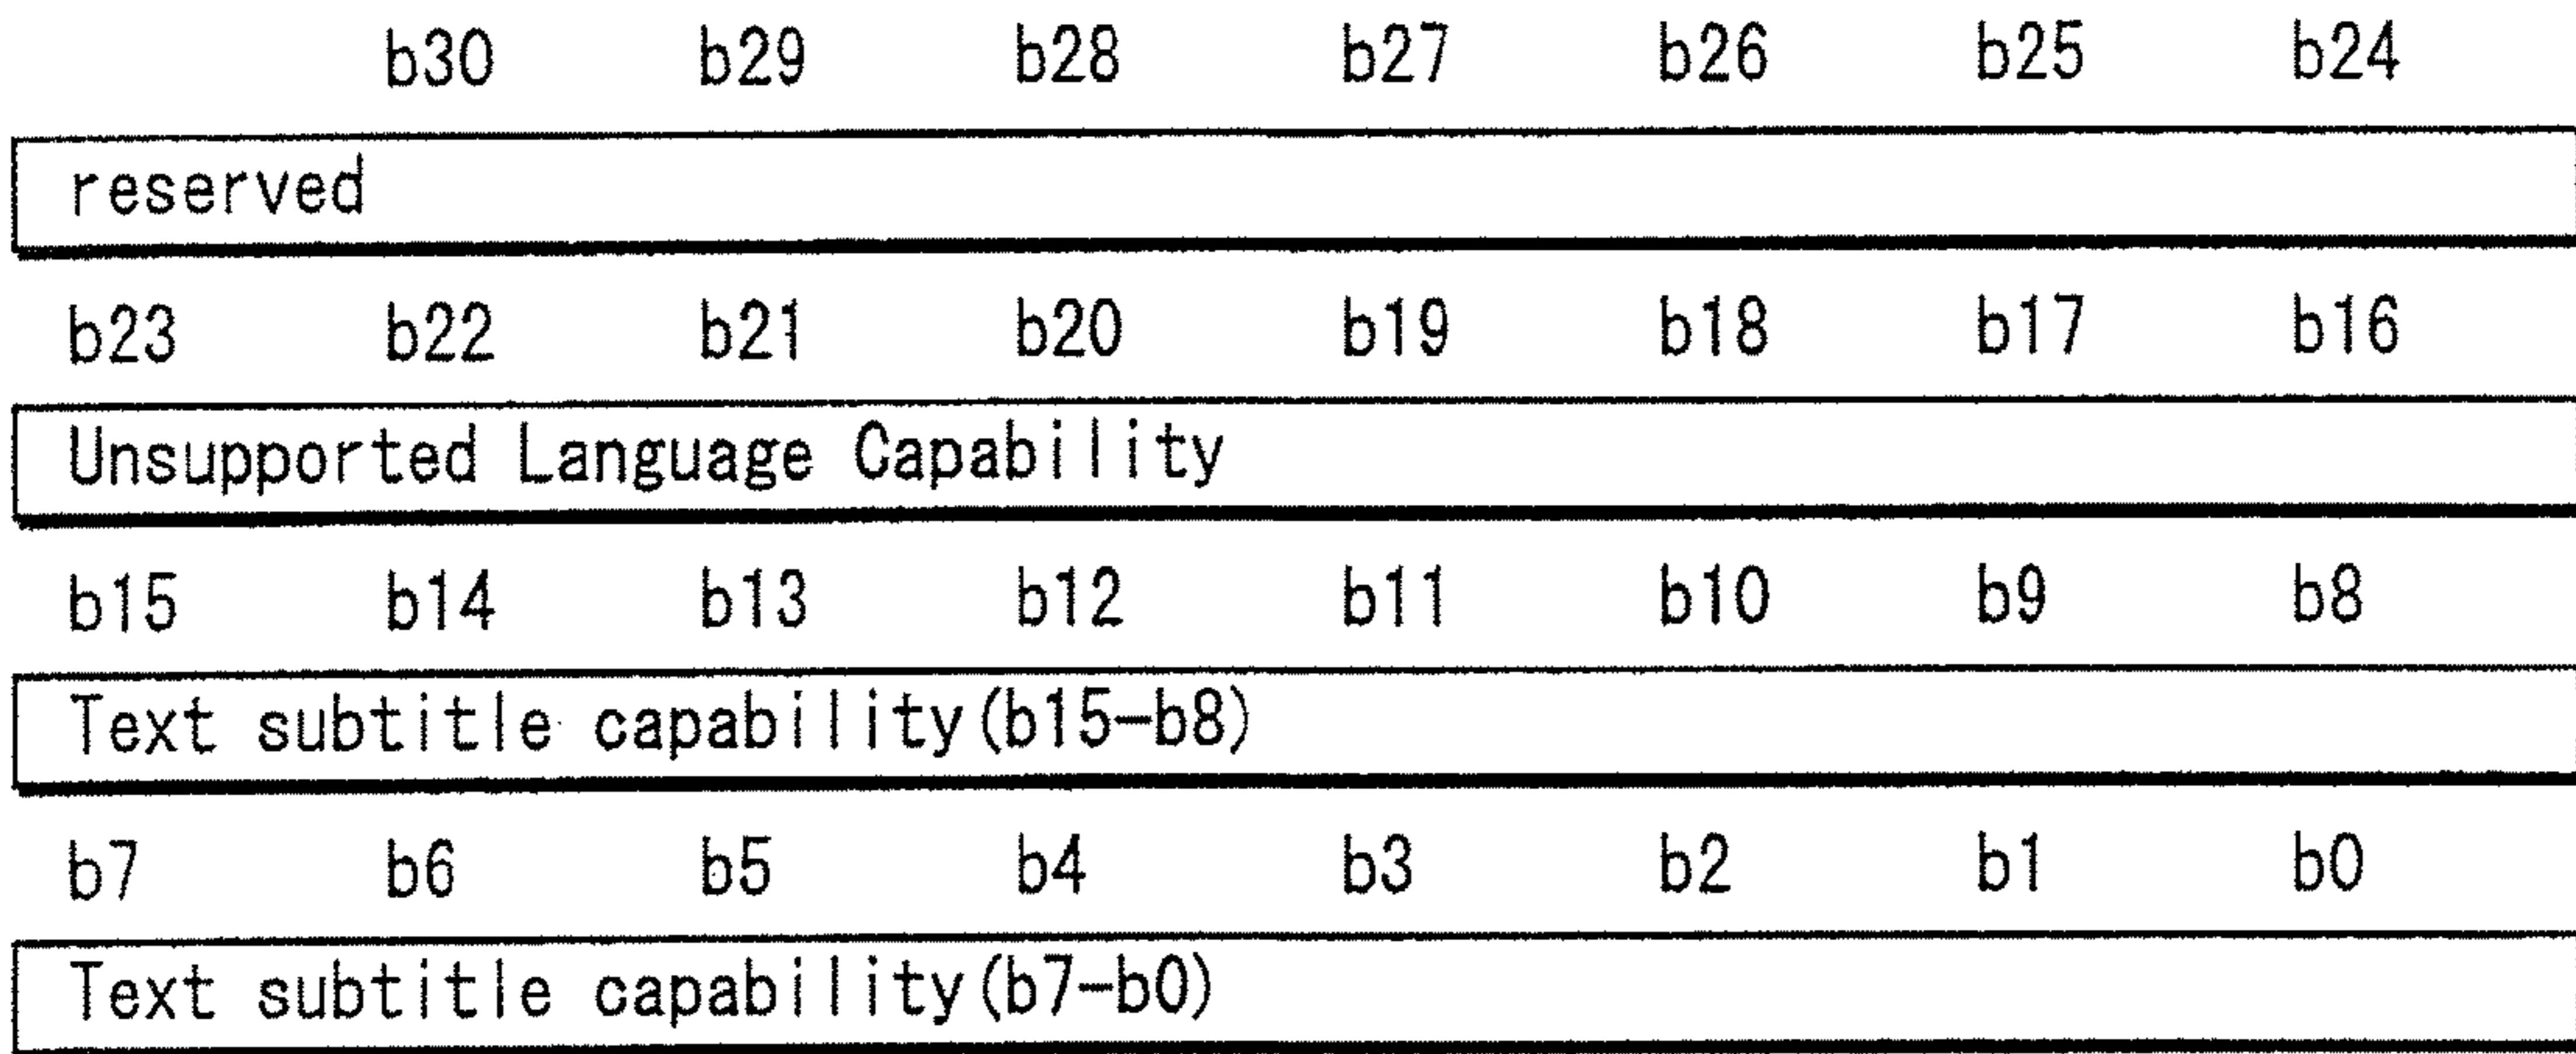 b30 b29 b28 b27 b26 b25 b24
reserved
b23 b22 b21 b20 b19 b18 b17 b16
Unsupported Language Capability
b15 b14 b13 b12 b11 b10 b9 b8
Text subtitle capability(b15-b8)
b7 b6 b5 b4 b3 b2 b1 b0
Text subtitle capability(b7-b0)